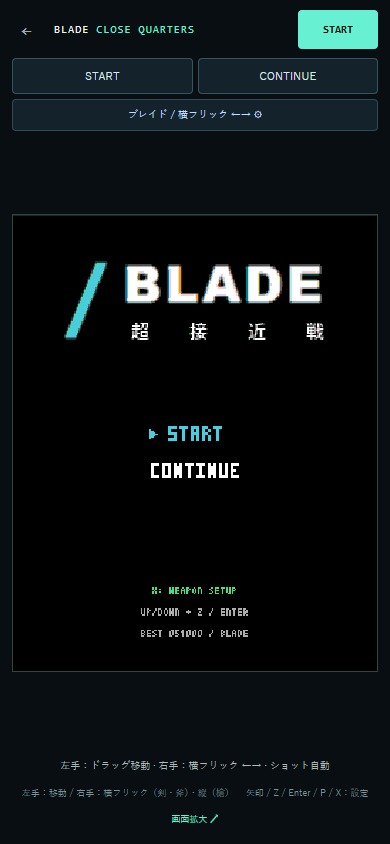 ← BLADE CLOSE QUARTERS START
START CONTINUE
ブレイド / 横フリック ←→ ⚙
BLADE
超 接 近 戦
START
CONTINUE
X: WEAPON SETUP
UP/DOWN + Z / ENTER
BEST 051000 / BLADE
左手：ドラッグ移動・右手：横フリック ←→・ショット自動
左手：移動 / 右手：横フリック（剣・斧）・縦（槍） 矢印 / Z / Enter / P / X：設定
画面拡大 ⤢